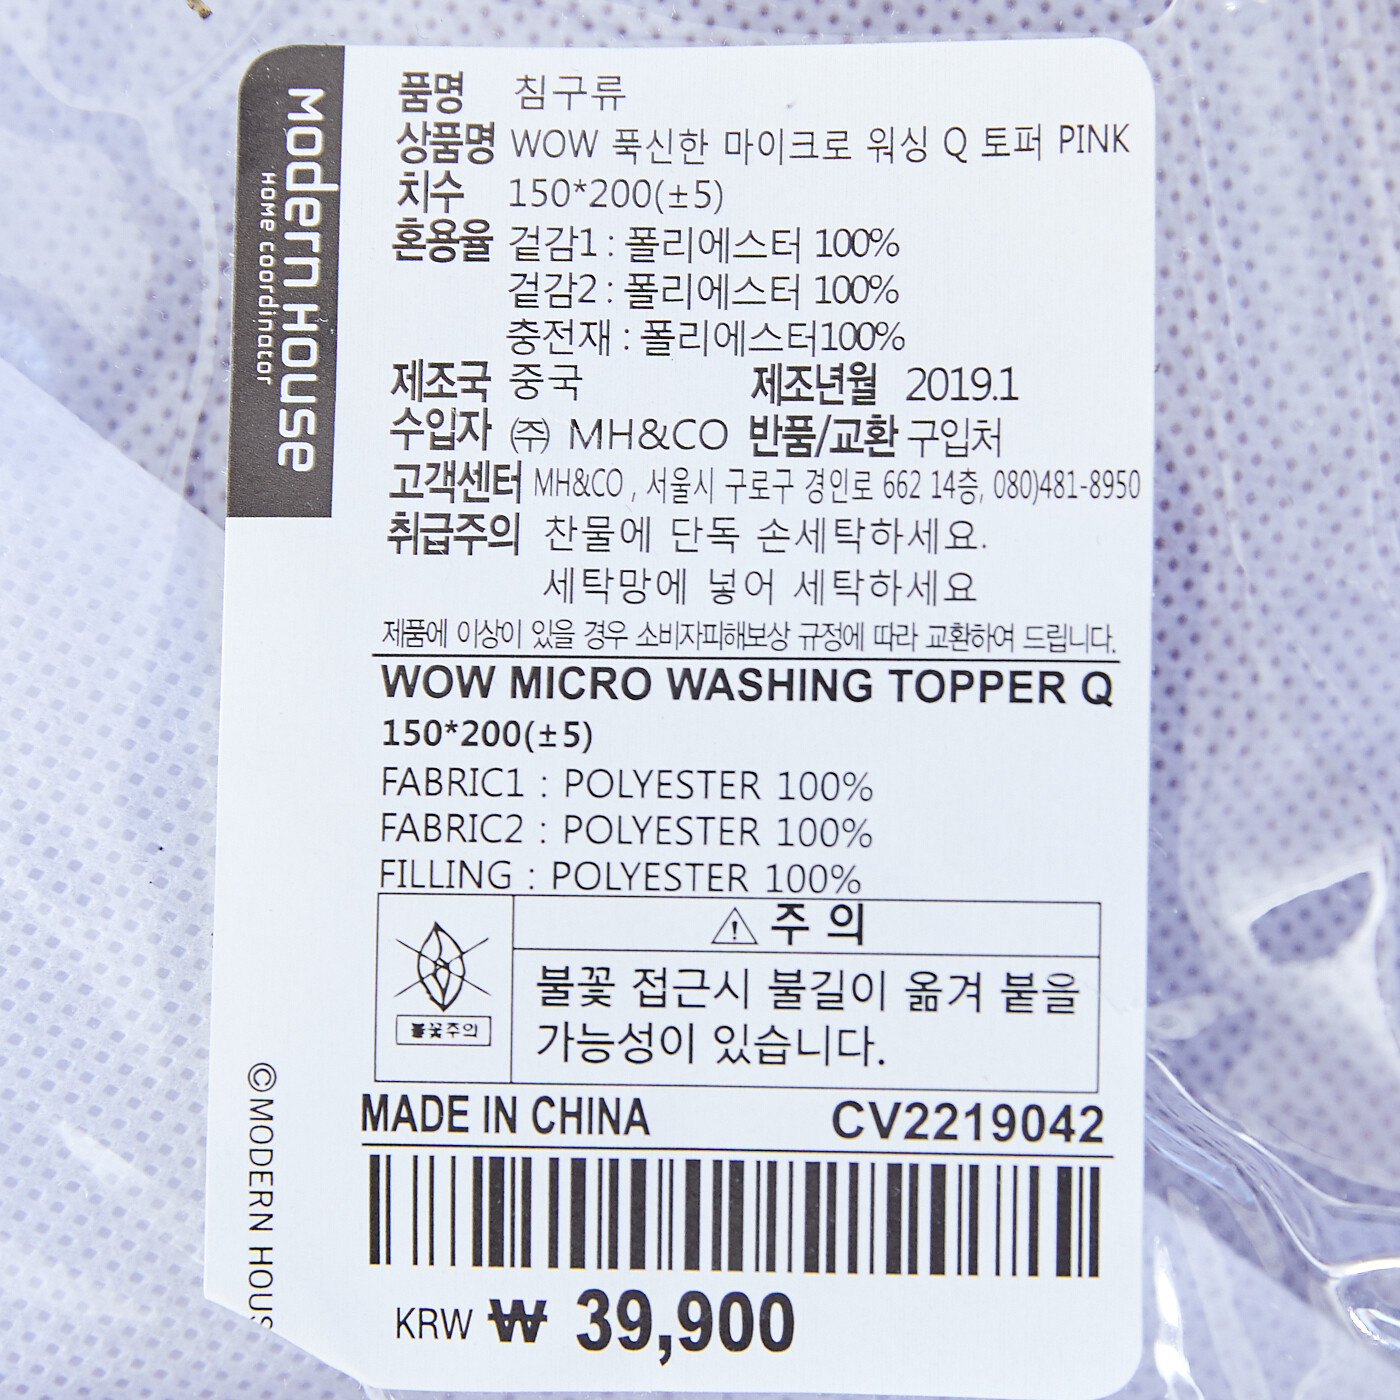 MODERN HOUSE
HOME coordinator
품명 침구류
상품명 WOW 푹신한 마이크로 워싱 Q 토퍼 PINK
치수 150*200(±5)
혼용율 겉감1 : 폴리에스터 100%
겉감2 : 폴리에스터 100%
충전재 : 폴리에스터100%
제조국 중국 제조년월 2019.1
수입자 ㈜ MH&CO 반품/교환 구입처
고객센터 MH&CO , 서울시 구로구 경인로 662 14층, 080)481-8950
취급주의 찬물에 단독 손세탁하세요.
세탁망에 넣어 세탁하세요
제품에 이상이 있을 경우 소비자피해보상 규정에 따라 교환하여 드립니다.
WOW MICRO WASHING TOPPER Q
150*200(±5)
FABRIC1 : POLYESTER 100%
FABRIC2 : POLYESTER 100%
FILLING : POLYESTER 100%
⚠ 주 의
불꽃주의
불꽃 접근시 불길이 옮겨 붙을
가능성이 있습니다.
MADE IN CHINA CV2219042
KRW ₩ 39,900
©MODERN HOUS